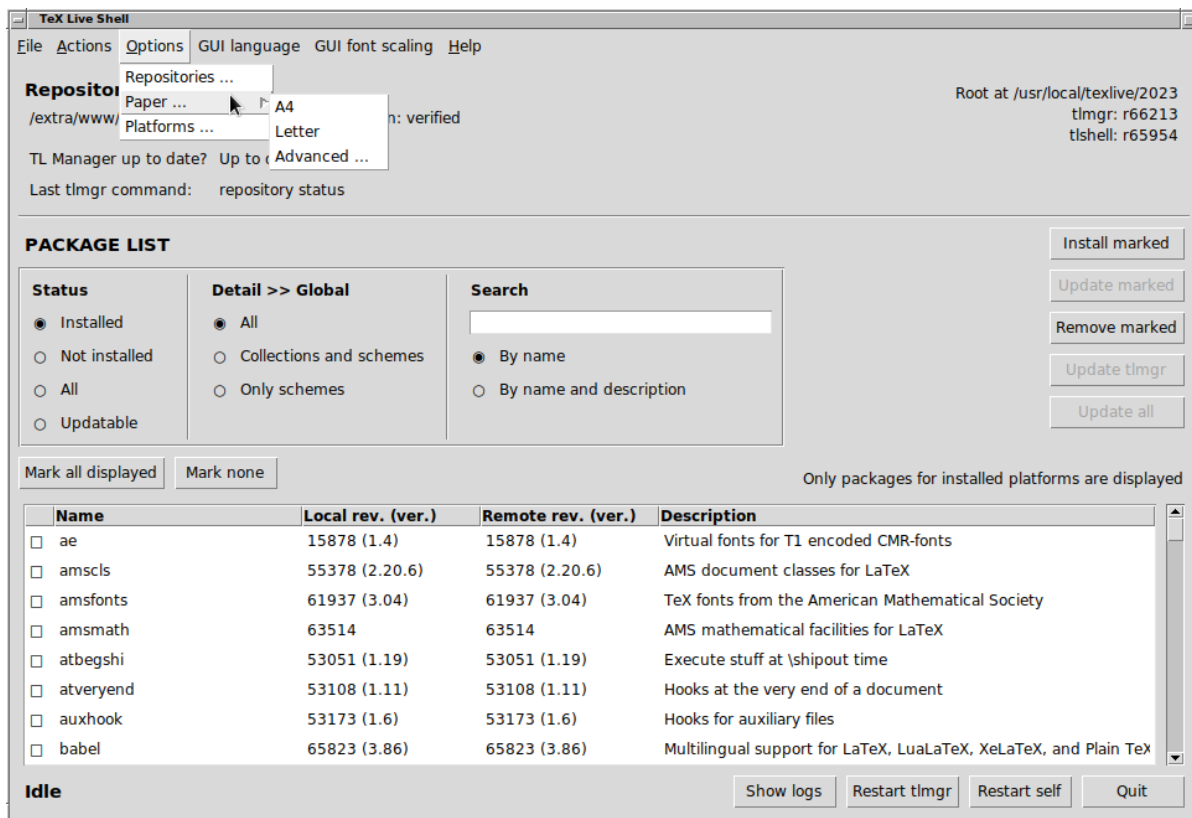 TeX Live Shell
File Actions Options GUI language GUI font scaling Help
Repositories ...
Paper ...
Platforms ...
A4
Letter
Advanced ...
/extra/www/ n: verified
Root at /usr/local/texlive/2023
tlmgr: r66213
tlshell: r65954
TL Manager up to date? Up to
Last tlmgr command: repository status
PACKAGE LIST
Install marked
Update marked
Remove marked
Update tlmgr
Update all
Status
Installed
Not installed
All
Updatable
Detail >> Global
All
Collections and schemes
Only schemes
Search
By name
By name and description
Mark all displayed Mark none
Only packages for installed platforms are displayed
Name Local rev. (ver.) Remote rev. (ver.) Description
ae 15878 (1.4) 15878 (1.4) Virtual fonts for T1 encoded CMR-fonts
amscls 55378 (2.20.6) 55378 (2.20.6) AMS document classes for LaTeX
amsfonts 61937 (3.04) 61937 (3.04) TeX fonts from the American Mathematical Society
amsmath 63514 63514 AMS mathematical facilities for LaTeX
atbegshi 53051 (1.19) 53051 (1.19) Execute stuff at \shipout time
atveryend 53108 (1.11) 53108 (1.11) Hooks at the very end of a document
auxhook 53173 (1.6) 53173 (1.6) Hooks for auxiliary files
babel 65823 (3.86) 65823 (3.86) Multilingual support for LaTeX, LuaLaTeX, XeLaTeX, and Plain TeX
Idle
Show logs Restart tlmgr Restart self Quit